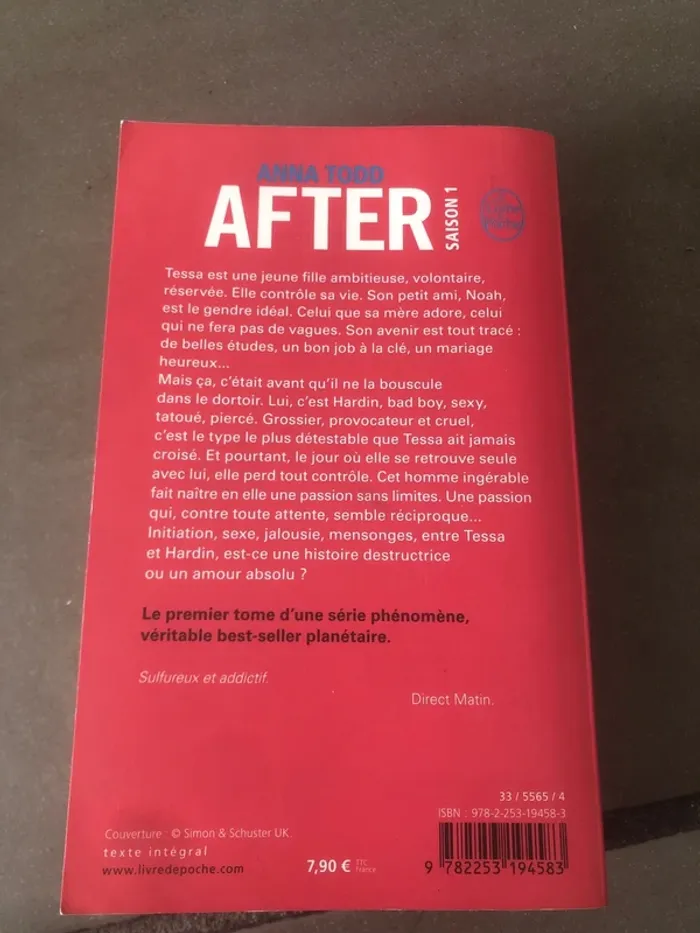 ANNA TODD
AFTER
SAISON 1
Le Livre
de
Poche
Tessa est une jeune fille ambitieuse, volontaire,
réservée. Elle contrôle sa vie. Son petit ami, Noah,
est le gendre idéal. Celui que sa mère adore, celui
qui ne fera pas de vagues. Son avenir est tout tracé :
de belles études, un bon job à la clé, un mariage
heureux...
Mais ça, c'était avant qu'il ne la bouscule
dans le dortoir. Lui, c'est Hardin, bad boy, sexy,
tatoué, piercé. Grossier, provocateur et cruel,
c'est le type le plus détestable que Tessa ait jamais
croisé. Et pourtant, le jour où elle se retrouve seule
avec lui, elle perd tout contrôle. Cet homme ingérable
fait naître en elle une passion sans limites. Une passion
qui, contre toute attente, semble réciproque...
Initiation, sexe, jalousie, mensonges, entre Tessa
et Hardin, est-ce une histoire destructrice
ou un amour absolu ?
Le premier tome d'une série phénomène,
véritable best-seller planétaire.
Sulfureux et addictif.
Direct Matin.
33 / 5565 / 4
ISBN : 978-2-253-19458-3
Couverture : © Simon & Schuster UK.
texte intégral
www.livredepoche.com
7,90 € TTC
France
9 782253 194583